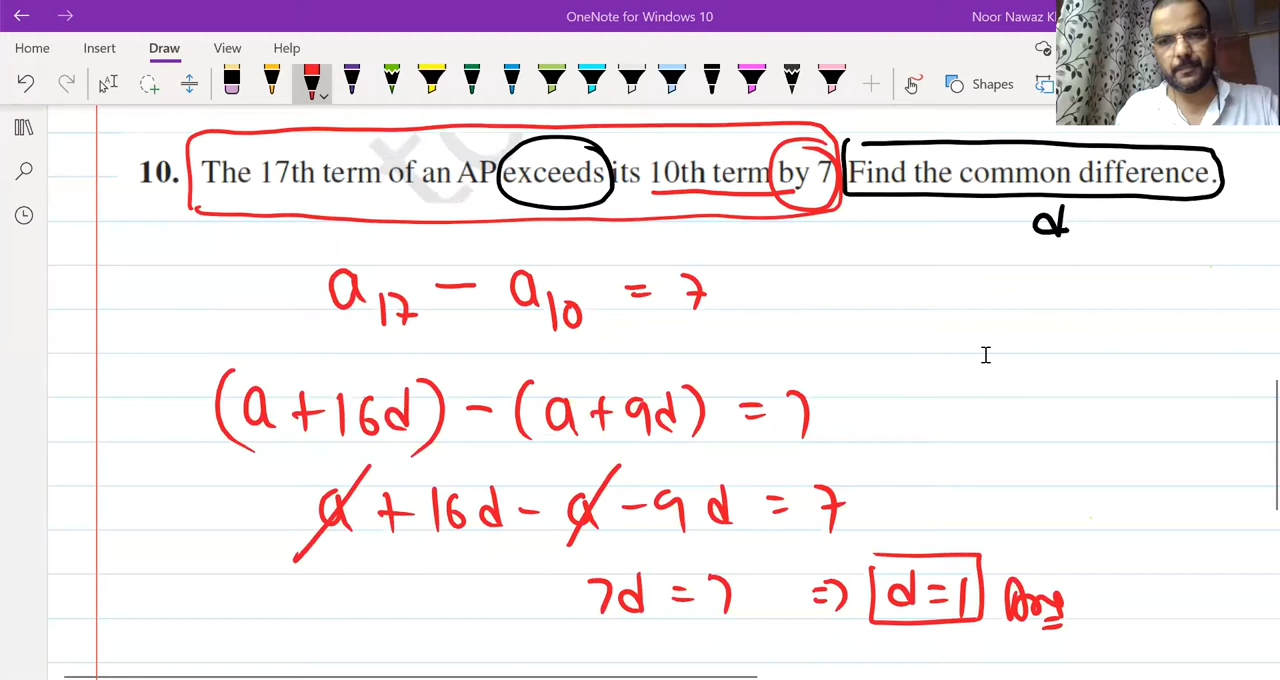 OneNote for Windows 10
Noor Nawaz Kh
Home Insert Draw View Help
Shapes
10. The 17th term of an AP exceeds its 10th term by 7. Find the common difference.
d
a₁₇ − a₁₀ = 7
(a + 16d) − (a + 9d) = 7
a + 16d − a − 9d = 7
7d = 7 ⇒ d = 1 Ans